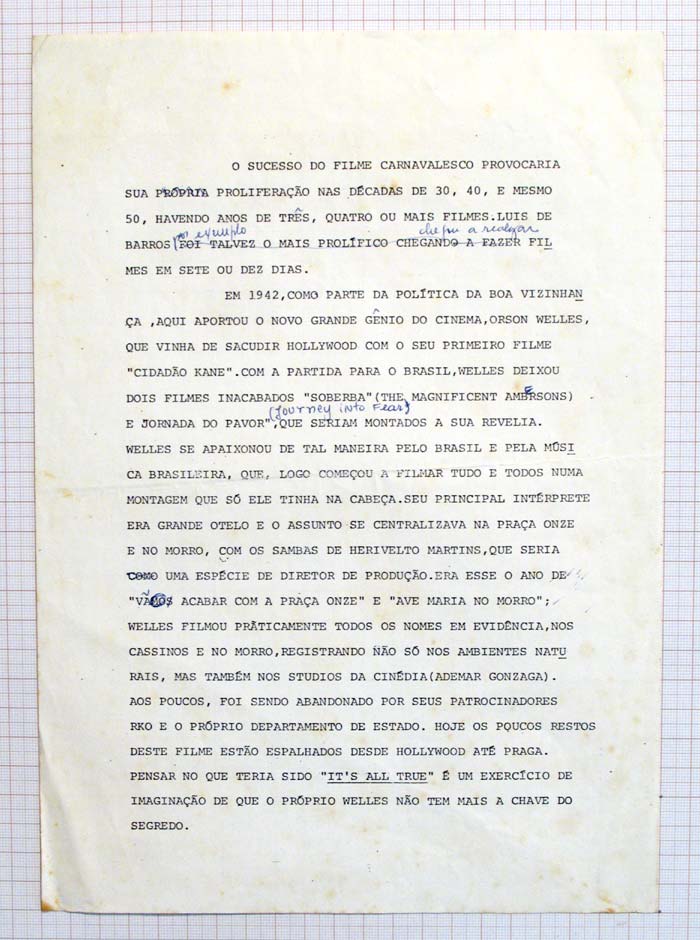 O SUCESSO DO FILME CARNAVALESCO PROVOCARIA
SUA PRÓPRIA PROLIFERAÇÃO NAS DÉCADAS DE 30, 40, E MESMO
50, HAVENDO ANOS DE TRÊS, QUATRO OU MAIS FILMES.LUIS DE
por exemplo chegou a realizar
BARROS FOI TALVEZ O MAIS PROLÍFICO CHEGANDO A FAZER FIL
MES EM SETE OU DEZ DIAS.
EM 1942,COMO PARTE DA POLÍTICA DA BOA VIZINHAN
ÇA ,AQUI APORTOU O NOVO GRANDE GÊNIO DO CINEMA,ORSON WELLES,
QUE VINHA DE SACUDIR HOLLYWOOD COM O SEU PRIMEIRO FILME
"CIDADÃO KANE".COM A PARTIDA PARA O BRASIL,WELLES DEIXOU
DOIS FILMES INACABADOS "SOBERBA"(THE MAGNIFICENT AMBERSONS)
(Journey into Fear)
E JORNADA DO PAVOR",QUE SERIAM MONTADOS A SUA REVELIA.
WELLES SE APAIXONOU DE TAL MANEIRA PELO BRASIL E PELA MÚSI
CA BRASILEIRA, QUE, LOGO COMEÇOU A FILMAR TUDO E TODOS NUMA
MONTAGEM QUE SÓ ELE TINHA NA CABEÇA.SEU PRINCIPAL INTÉRPRETE
ERA GRANDE OTELO E O ASSUNTO SE CENTRALIZAVA NA PRAÇA ONZE
E NO MORRO, COM OS SAMBAS DE HERIVELTO MARTINS,QUE SERIA
COMO UMA ESPÉCIE DE DIRETOR DE PRODUÇÃO.ERA ESSE O ANO DE
"VÃO ACABAR COM A PRAÇA ONZE" E "AVE MARIA NO MORRO";
WELLES FILMOU PRÁTICAMENTE TODOS OS NOMES EM EVIDÊNCIA,NOS
CASSINOS E NO MORRO,REGISTRANDO NÃO SÓ NOS AMBIENTES NATU
RAIS, MAS TAMBÉM NOS STUDIOS DA CINÉDIA(ADEMAR GONZAGA).
AOS POUCOS, FOI SENDO ABANDONADO POR SEUS PATROCINADORES
RKO E O PRÓPRIO DEPARTAMENTO DE ESTADO. HOJE OS POUCOS RESTOS
DESTE FILME ESTÃO ESPALHADOS DESDE HOLLYWOOD ATÉ PRAGA.
PENSAR NO QUE TERIA SIDO "IT'S ALL TRUE" É UM EXERCÍCIO DE
IMAGINAÇÃO DE QUE O PRÓPRIO WELLES NÃO TEM MAIS A CHAVE DO
SEGREDO.